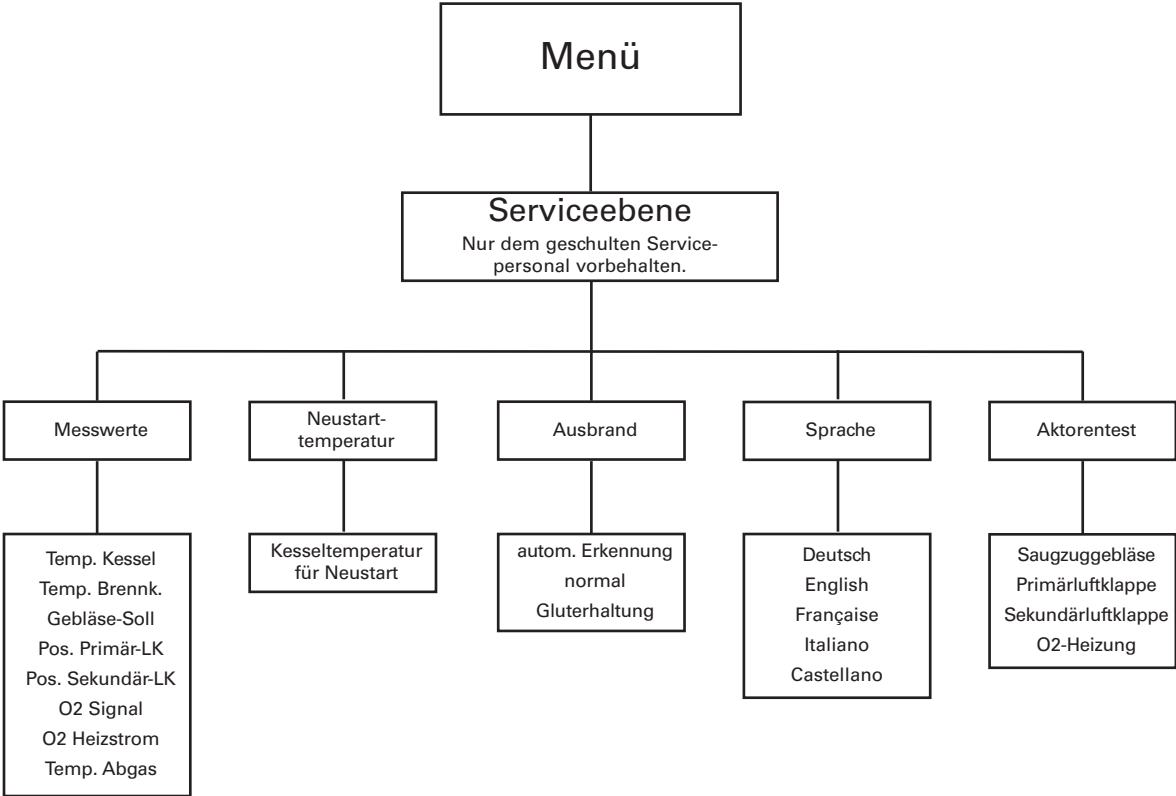 Menü
Serviceebene
Nur dem geschulten Service-
personal vorbehalten.
Messwerte
Neustart-
temperatur
Ausbrand
Sprache
Aktorentest
Temp. Kessel
Temp. Brennk.
Gebläse-Soll
Pos. Primär-LK
Pos. Sekundär-LK
O2 Signal
O2 Heizstrom
Temp. Abgas
Kesseltemperatur
für Neustart
autom. Erkennung
normal
Gluterhaltung
Deutsch
English
Française
Italiano
Castellano
Saugzuggebläse
Primärluftklappe
Sekundärluftklappe
O2-Heizung